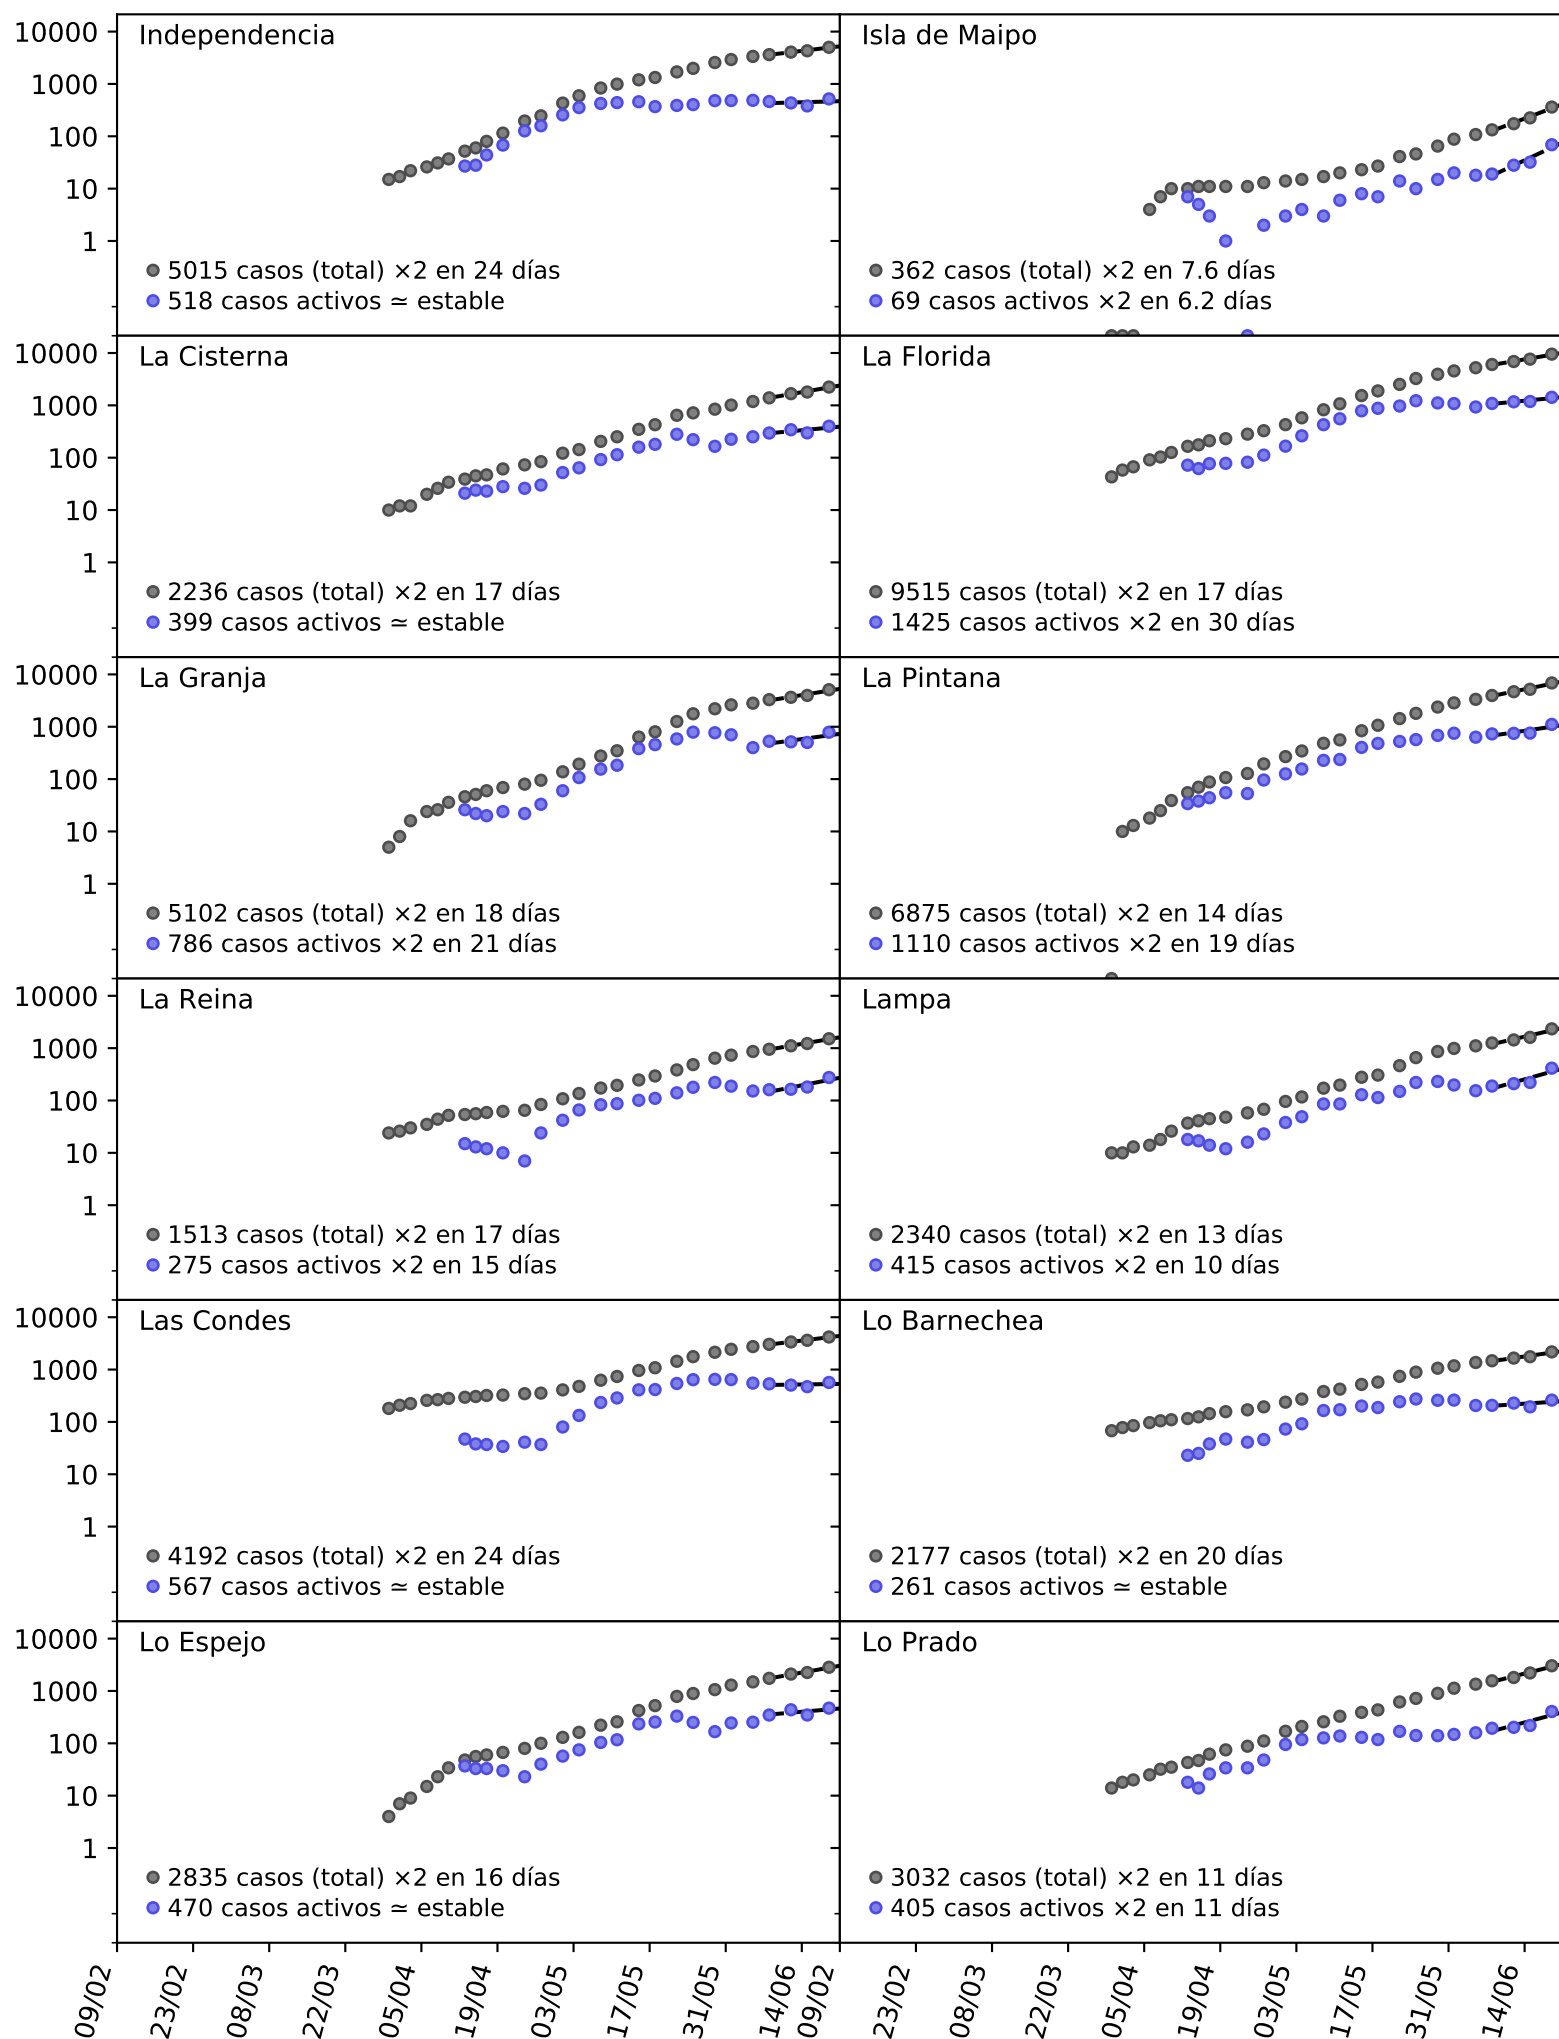 Independencia
10000
1000
100
10
1
5015 casos (total) ×2 en 24 días
518 casos activos ≃ estable
Isla de Maipo
362 casos (total) ×2 en 7.6 días
69 casos activos ×2 en 6.2 días
La Cisterna
10000
1000
100
10
1
2236 casos (total) ×2 en 17 días
399 casos activos ≃ estable
La Florida
9515 casos (total) ×2 en 17 días
1425 casos activos ×2 en 30 días
La Granja
10000
1000
100
10
1
5102 casos (total) ×2 en 18 días
786 casos activos ×2 en 21 días
La Pintana
6875 casos (total) ×2 en 14 días
1110 casos activos ×2 en 19 días
La Reina
10000
1000
100
10
1
1513 casos (total) ×2 en 17 días
275 casos activos ×2 en 15 días
Lampa
2340 casos (total) ×2 en 13 días
415 casos activos ×2 en 10 días
Las Condes
10000
1000
100
10
1
4192 casos (total) ×2 en 24 días
567 casos activos ≃ estable
Lo Barnechea
2177 casos (total) ×2 en 20 días
261 casos activos ≃ estable
Lo Espejo
10000
1000
100
10
1
2835 casos (total) ×2 en 16 días
470 casos activos ≃ estable
Lo Prado
3032 casos (total) ×2 en 11 días
405 casos activos ×2 en 11 días
09/02
23/02
08/03
22/03
05/04
19/04
03/05
17/05
31/05
14/06
09/02
23/02
08/03
22/03
05/04
19/04
03/05
17/05
31/05
14/06